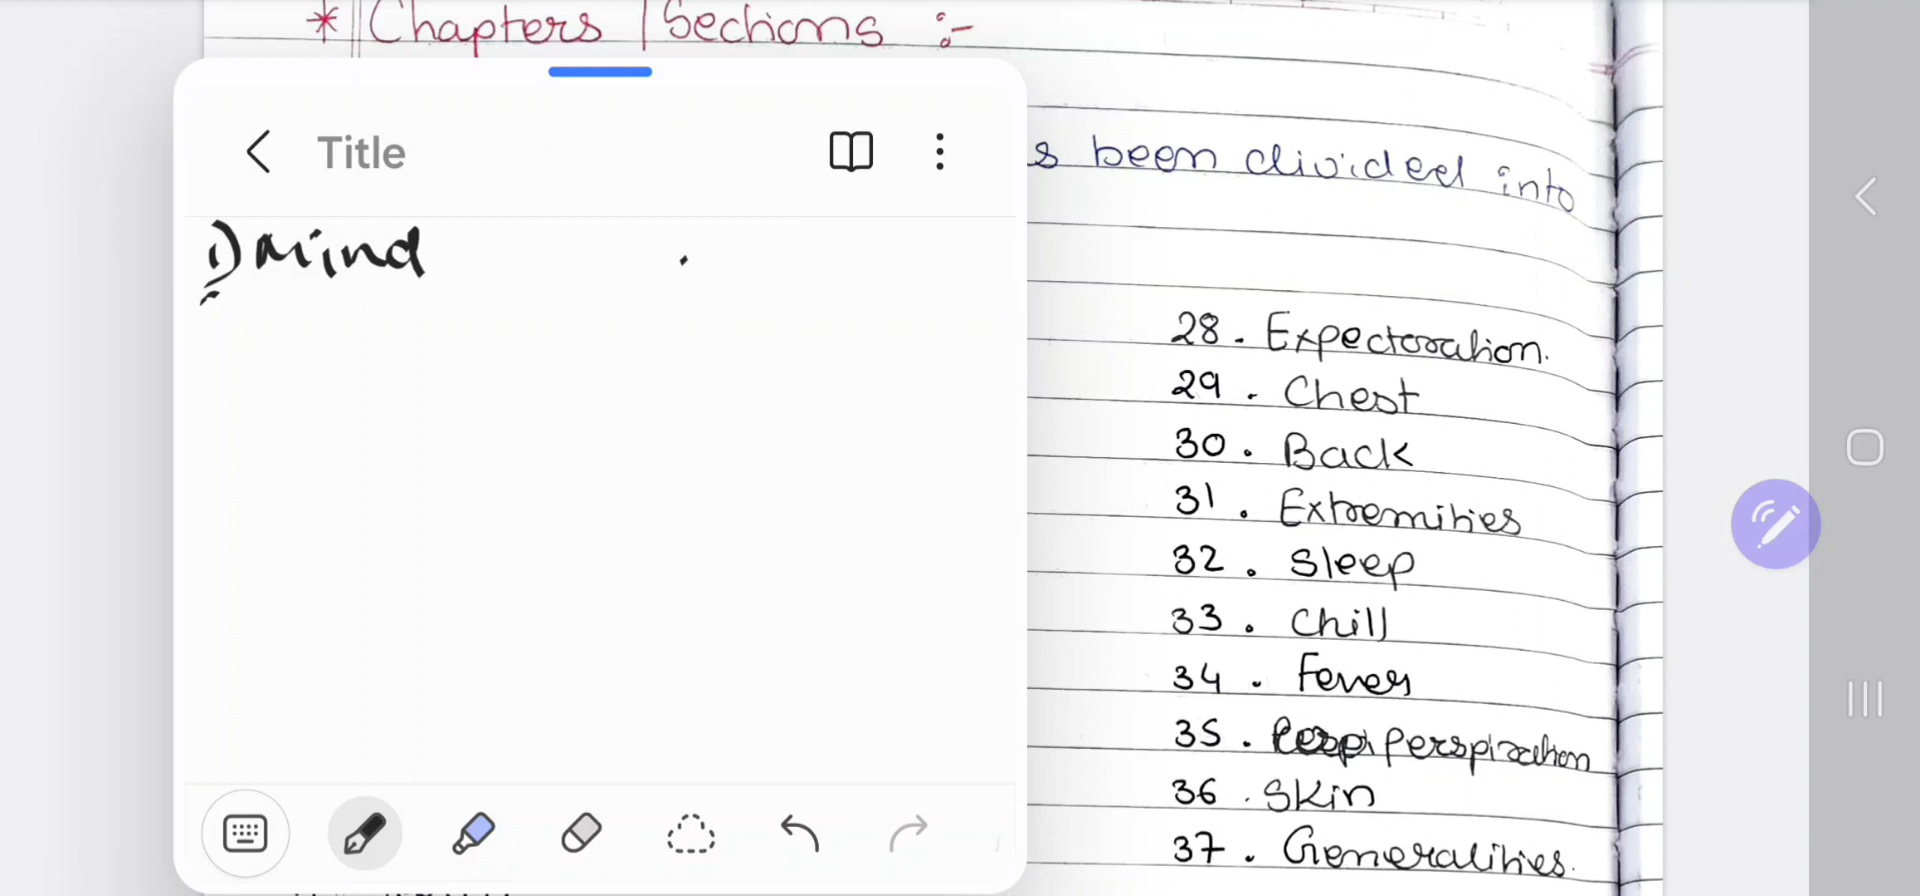 * Chapters | Sections :-
Title
1) Mind
s been divided into
28. Expectoration.
29. Chest
30. Back
31. Extremities
32. Sleep
33. Chill
34. Fever
35. Perspiration
36. Skin
37. Generalities.